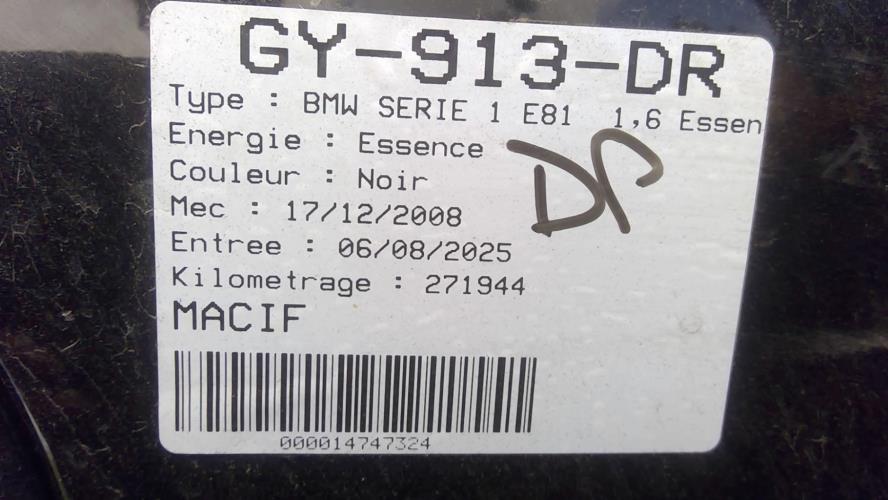 GY-913-DR
Type : BMW SERIE 1 E81 1,6 Essen
Energie : Essence
Couleur : Noir
Mec : 17/12/2008
Entree : 06/08/2025
Kilometrage : 271944
MACIF
000014747324